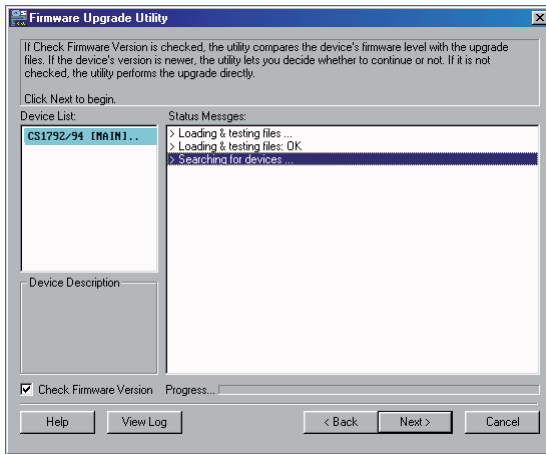 Firmware Upgrade Utility
If Check Firmware Version is checked, the utility compares the device's firmware level with the upgrade
files. If the device's version is newer, the utility lets you decide whether to continue or not. If it is not
checked, the utility performs the upgrade directly.
Click Next to begin.
Device List:
Status Messges:
CS1792/94 [MAIN]..
> Loading & testing files ...
> Loading & testing files: OK
> Searching for devices ...
Device Description
Check Firmware Version
Progress...
Help
View Log
< Back
Next >
Cancel